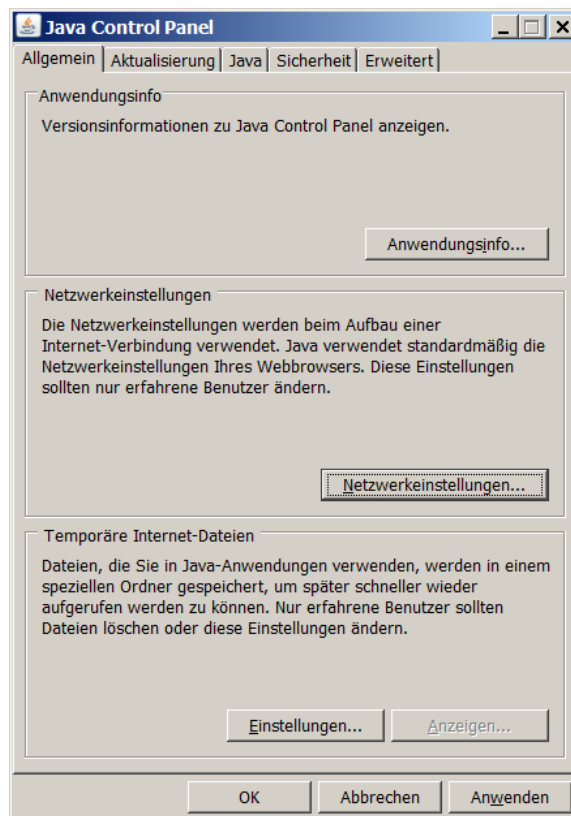 Java Control Panel
Allgemein Aktualisierung Java Sicherheit Erweitert
Anwendungsinfo
Versionsinformationen zu Java Control Panel anzeigen.
Anwendungsinfo...
Netzwerkeinstellungen
Die Netzwerkeinstellungen werden beim Aufbau einer
Internet-Verbindung verwendet. Java verwendet standardmäßig die
Netzwerkeinstellungen Ihres Webbrowsers. Diese Einstellungen
sollten nur erfahrene Benutzer ändern.
Netzwerkeinstellungen...
Temporäre Internet-Dateien
Dateien, die Sie in Java-Anwendungen verwenden, werden in einem
speziellen Ordner gespeichert, um später schneller wieder
aufgerufen werden zu können. Nur erfahrene Benutzer sollten
Dateien löschen oder diese Einstellungen ändern.
Einstellungen... Anzeigen...
OK Abbrechen Anwenden